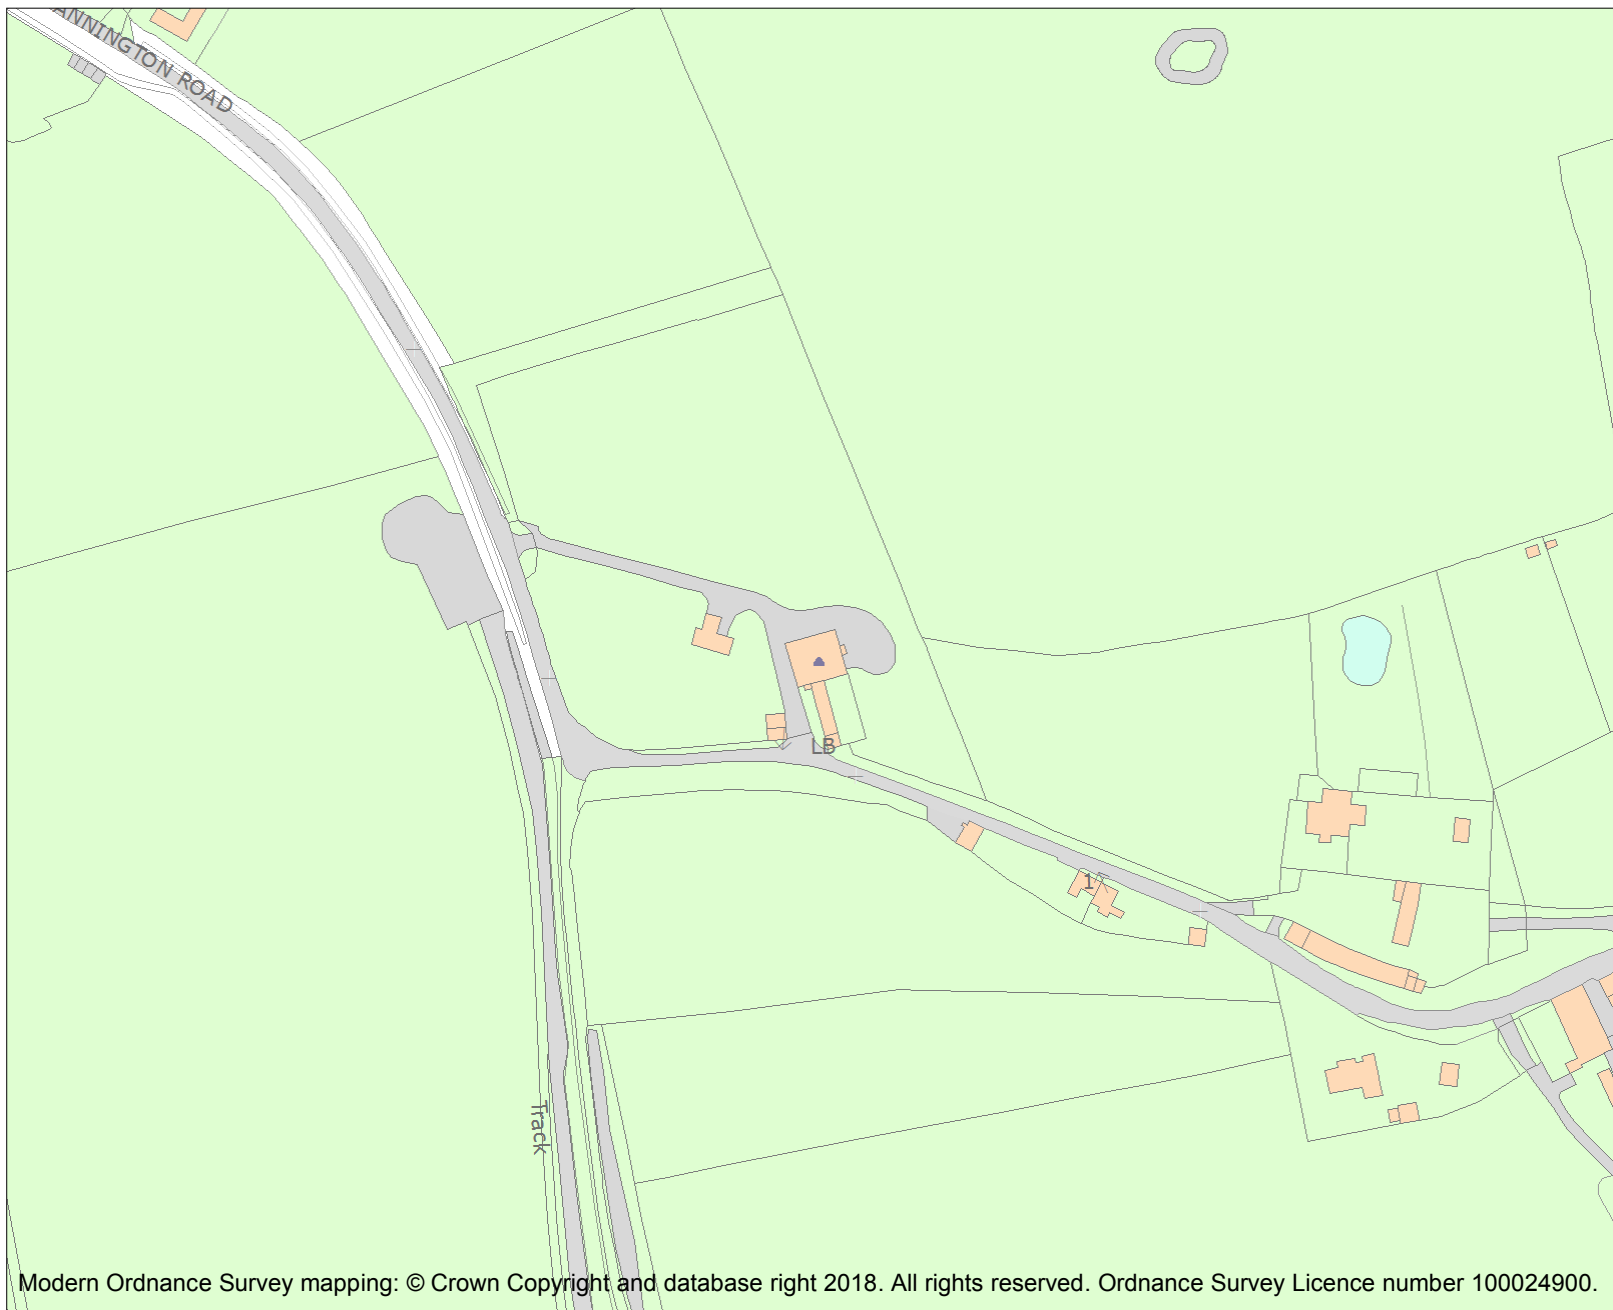 ANNINGTON ROAD
LB
1
Track
Modern Ordnance Survey mapping: © Crown Copyright and database right 2018. All rights reserved. Ordnance Survey Licence number 100024900.